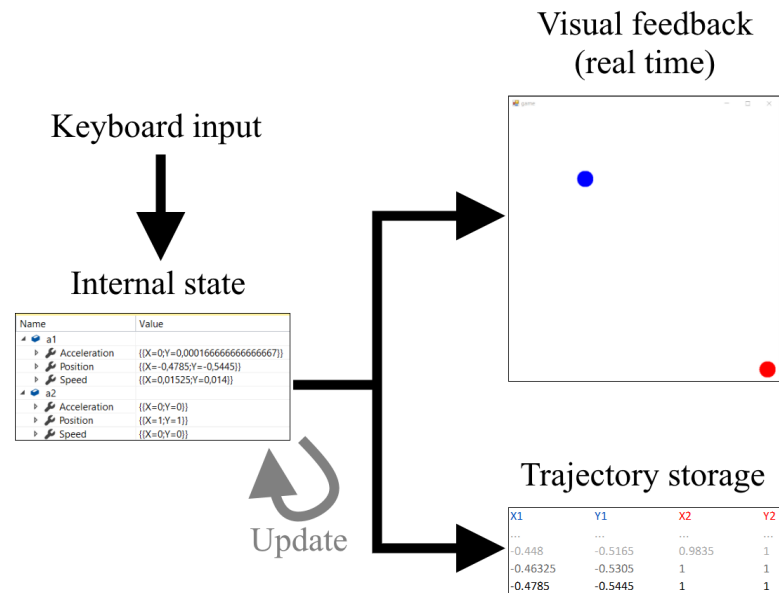 Visual feedback
(real time)
game
Keyboard input
Internal state
Name Value
a1
Acceleration {{X=0;Y=0,000166666666666667}}
Position {{X=-0,4785;Y=-0,5445}}
Speed {{X=0,01525;Y=0,014}}
a2
Acceleration {{X=0;Y=0}}
Position {{X=1;Y=1}}
Speed {{X=0;Y=0}}
Update
Trajectory storage
X1 Y1 X2 Y2
... ... ... ...
-0.448 -0.5165 0.9835 1
-0.46325 -0.5305 1 1
-0.4785 -0.5445 1 1